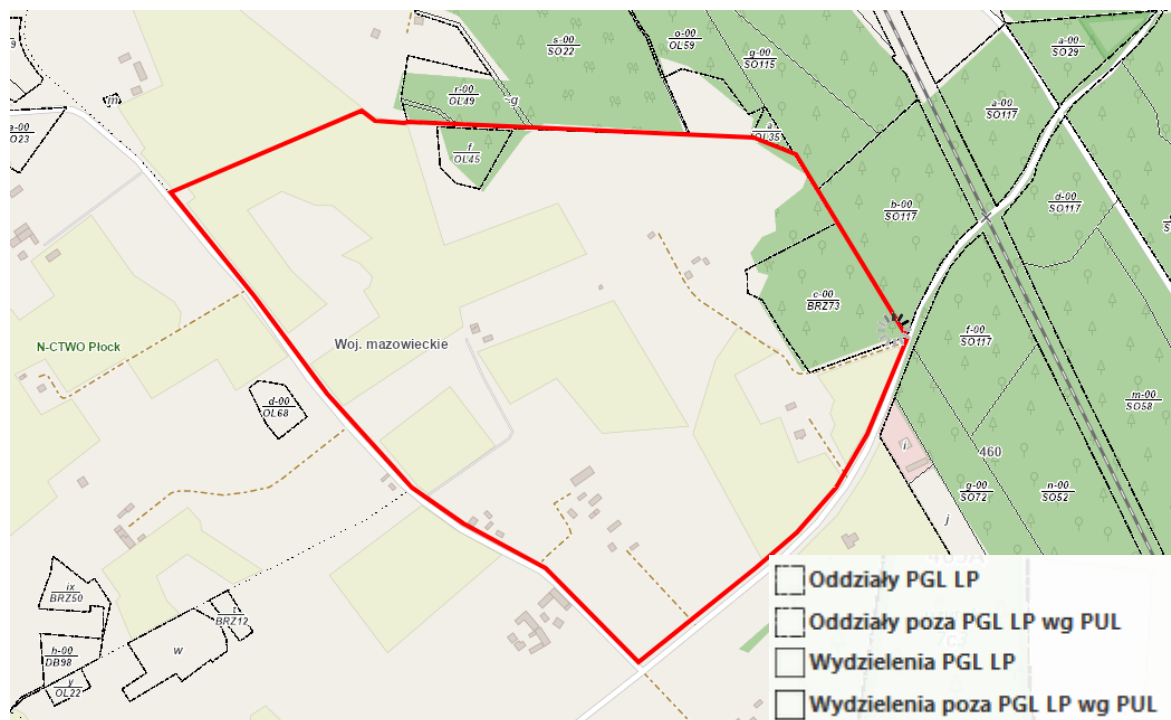 s-00
SO22
o-00
OL59
g-00
SO115
a-00
SO29
r-00
OL49
~g
m
a-00
SO117
OL35
f
OL45
SO23
b-00
SO117
d-00
SO117
c-00
BRZ73
N-CTWO Płock
Woj. mazowieckie
f-00
SO117
d-00
OL68
m-00
SO58
i
460
g-00
SO72
n-00
SO52
j
ix
BRZ50
t
BRZ12
w
h-00
DB98
y
OL22
Oddziały PGL LP
Oddziały poza PGL LP wg PUL
Wydzielenia PGL LP
Wydzielenia poza PGL LP wg PUL